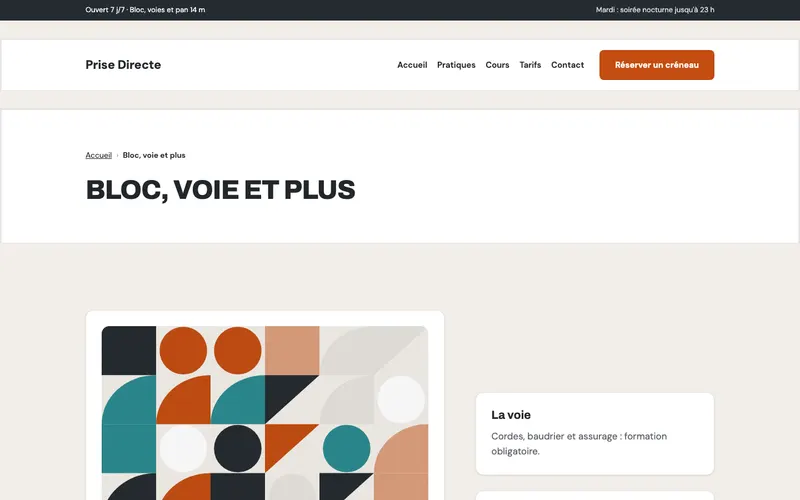 Ouvert 7 j/7 · Bloc, voies et pan 14 m
Mardi : soirée nocturne jusqu'à 23 h
Prise Directe
Accueil
Pratiques
Cours
Tarifs
Contact
Réserver un créneau
Accueil › Bloc, voie et plus
BLOC, VOIE ET PLUS
La voie
Cordes, baudrier et assurage : formation
obligatoire.